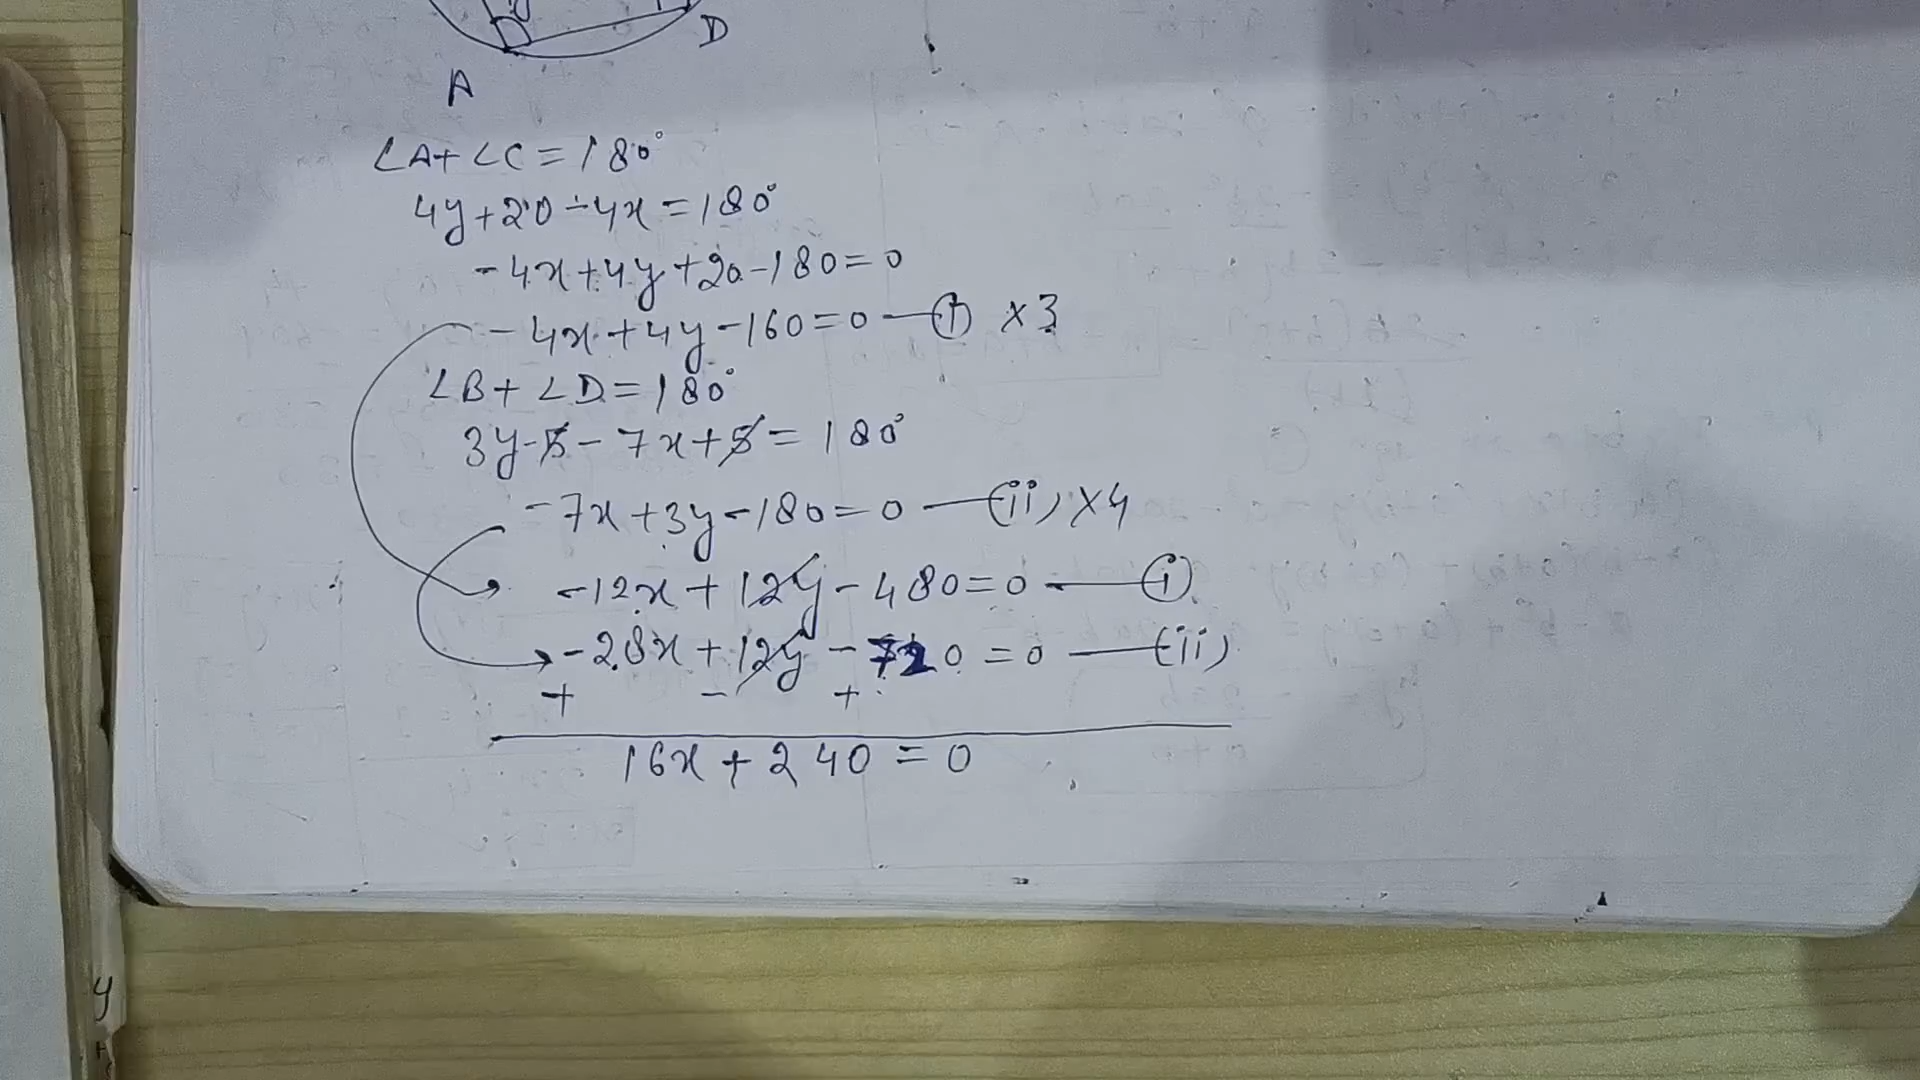 D
A
∠A+ ∠C = 180°
4y+20-4x = 180°
-4x+4y+20-180=0
-4x+4y-160=0 —(i) ×3
∠B+ ∠D = 180°
3y-5-7x+5 = 180°
-7x+3y-180=0 —(ii) ×4
-12x+12y-480=0 —(i)
-28x+12y-720=0 —(ii)
+ - +
16x+240=0
y